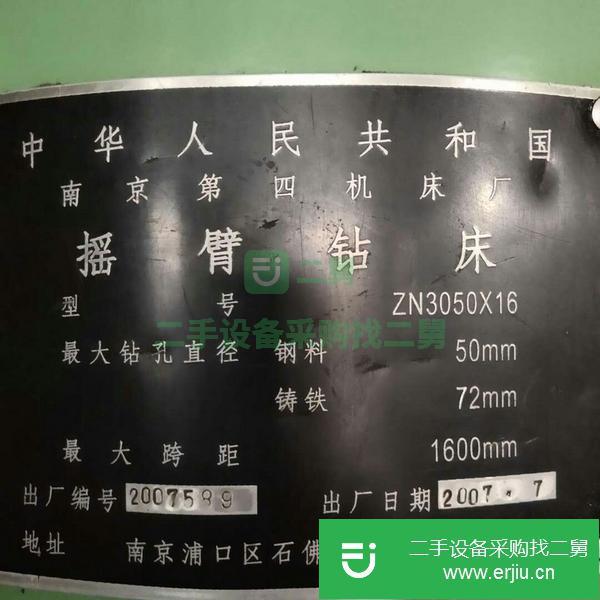 中华人民共和国
南京第四机床厂
摇臂钻床
二舅
型号 ZN3050X16
二手设备采购找二舅
最大钻孔直径 钢料 50mm
铸铁 72mm
最大跨距 1600mm
出厂编号 2007589 出厂日期 2007.7
地址 南京浦口区石佛
二手设备采购找二舅
www.erjiu.cn